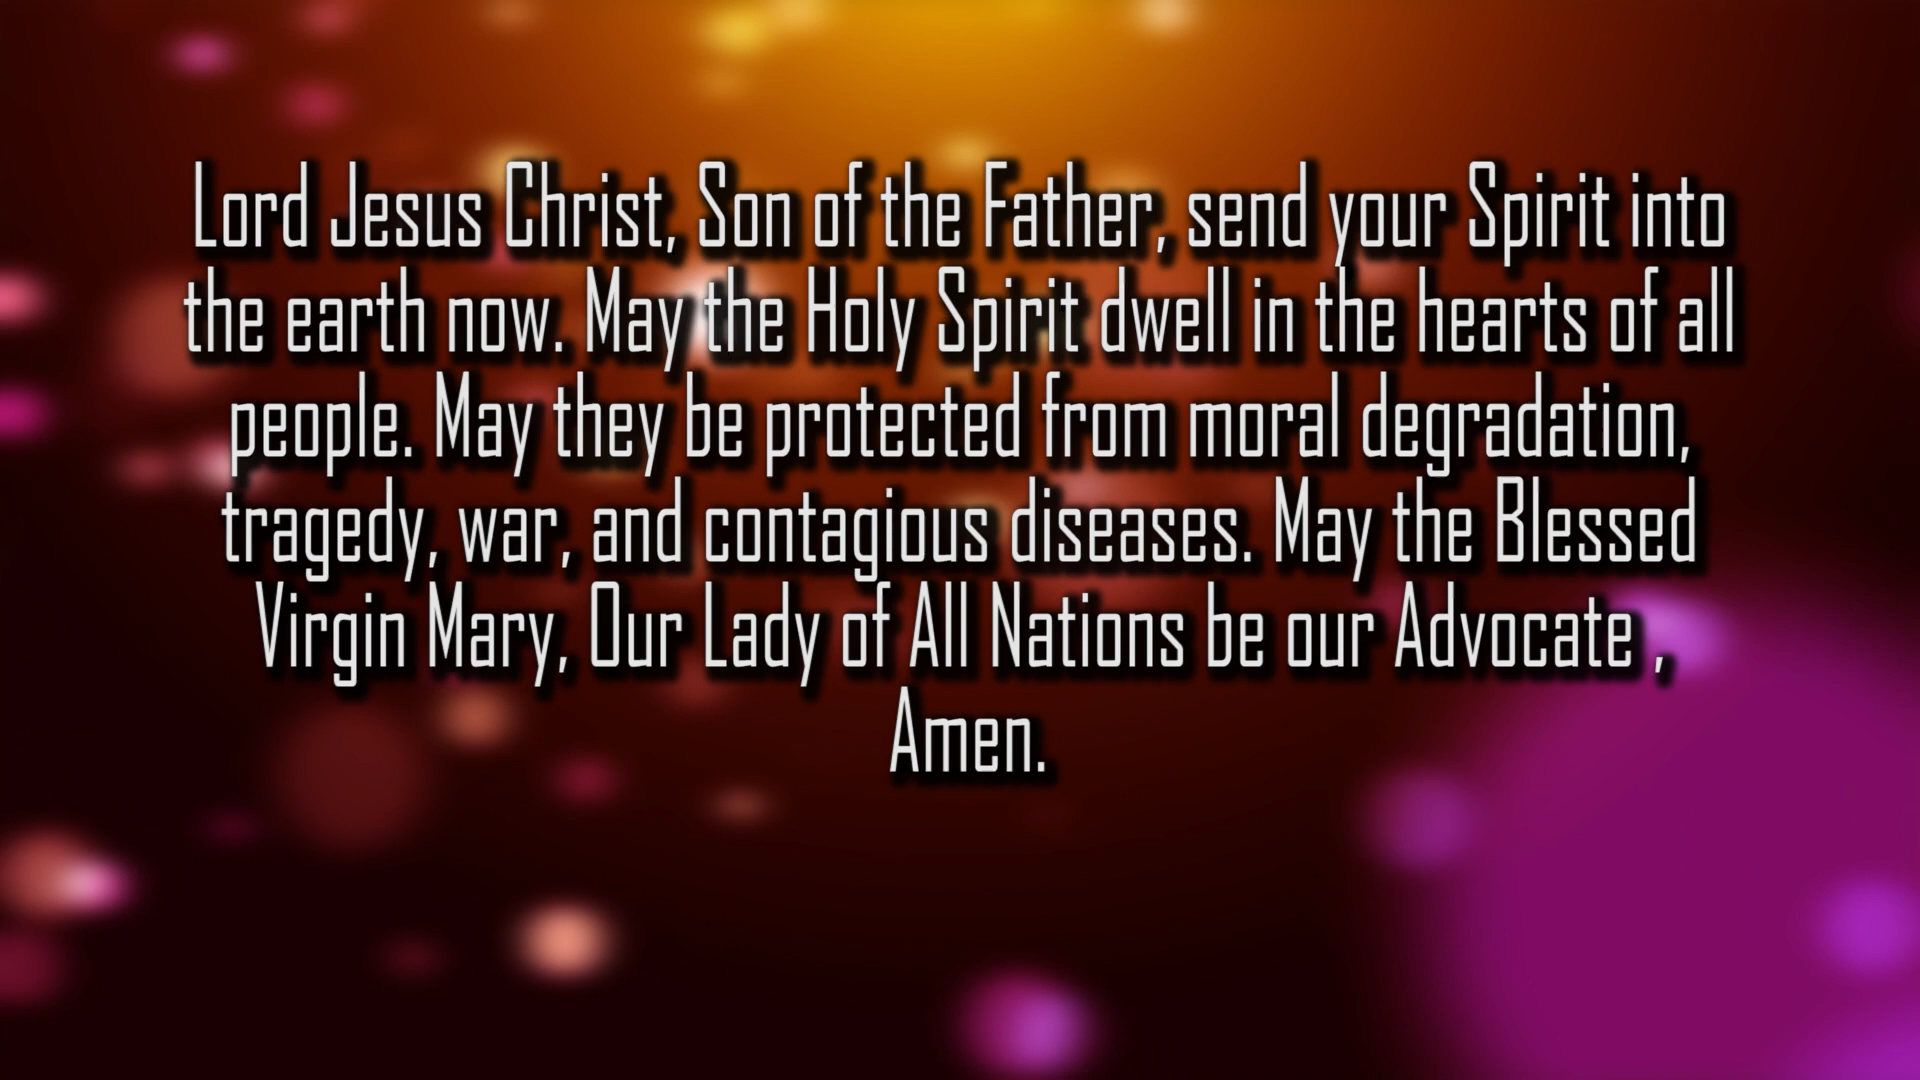 Lord Jesus Christ, Son of the Father, send your Spirit into
the earth now. May the Holy Spirit dwell in the hearts of all
people. May they be protected from moral degradation,
tragedy, war, and contagious diseases. May the Blessed
Virgin Mary, Our Lady of All Nations be our Advocate ,
Amen.